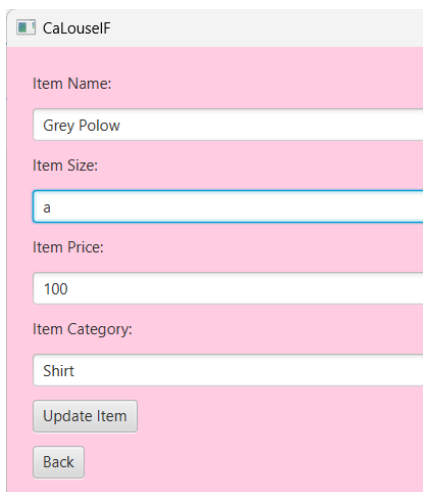 CaLouselF
Item Name:
Grey Polow
Item Size:
a
Item Price:
100
Item Category:
Shirt
Update Item
Back